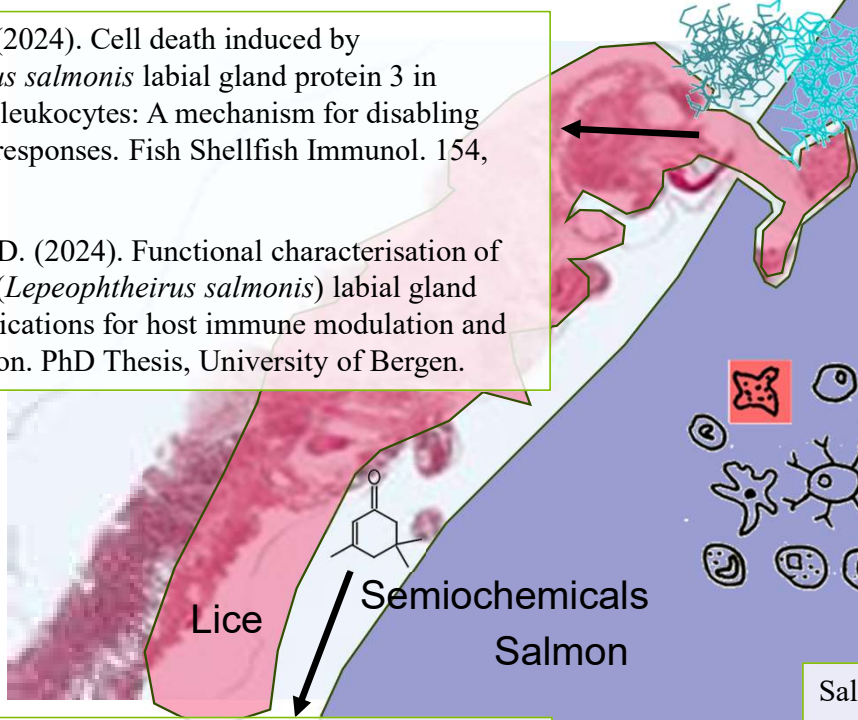 (2024). Cell death induced by
us salmonis labial gland protein 3 in
leukocytes: A mechanism for disabling
responses. Fish Shellfish Immunol. 154,
D. (2024). Functional characterisation of
(Lepeophtheirus salmonis) labial gland
ications for host immune modulation and
on. PhD Thesis, University of Bergen.
O
Lice
Semiochemicals
Salmon
Sal